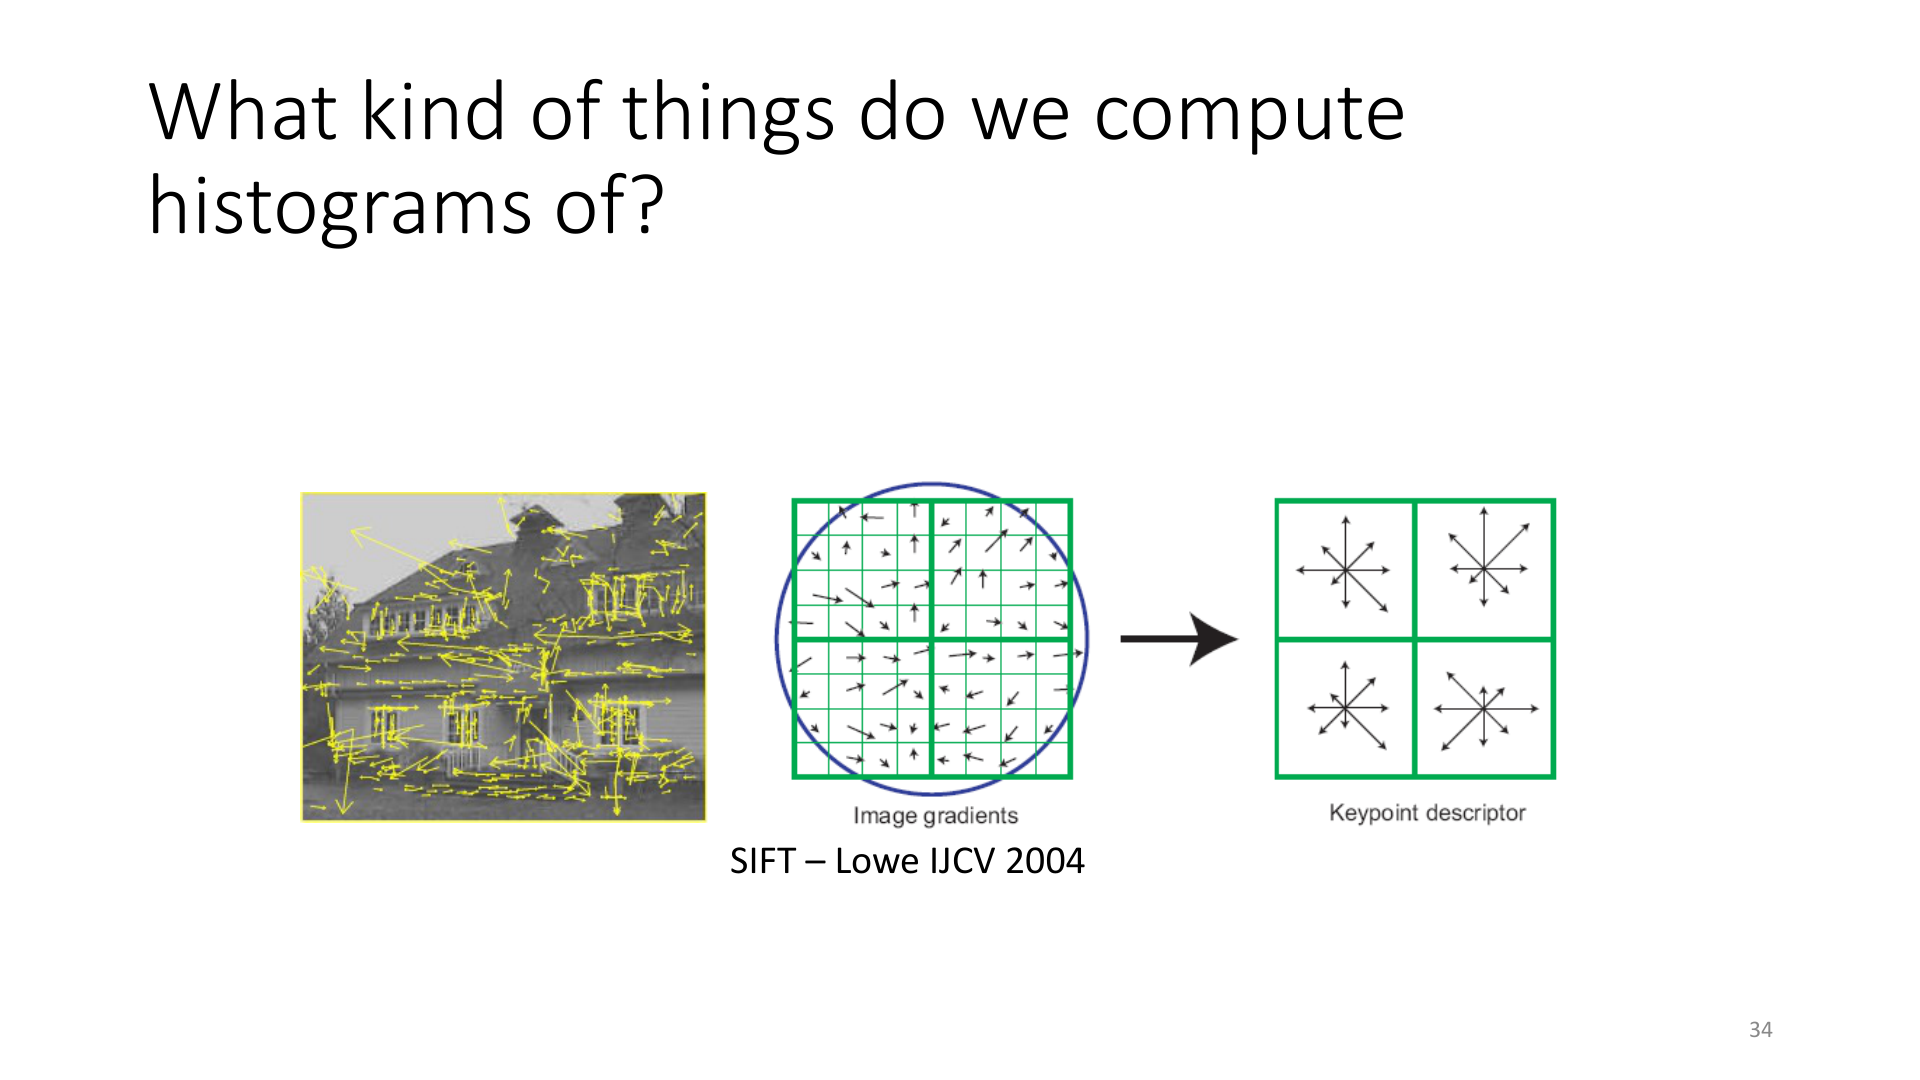 What kind of things do we compute
histograms of?
Image gradients
Keypoint descriptor
SIFT – Lowe IJCV 2004
34